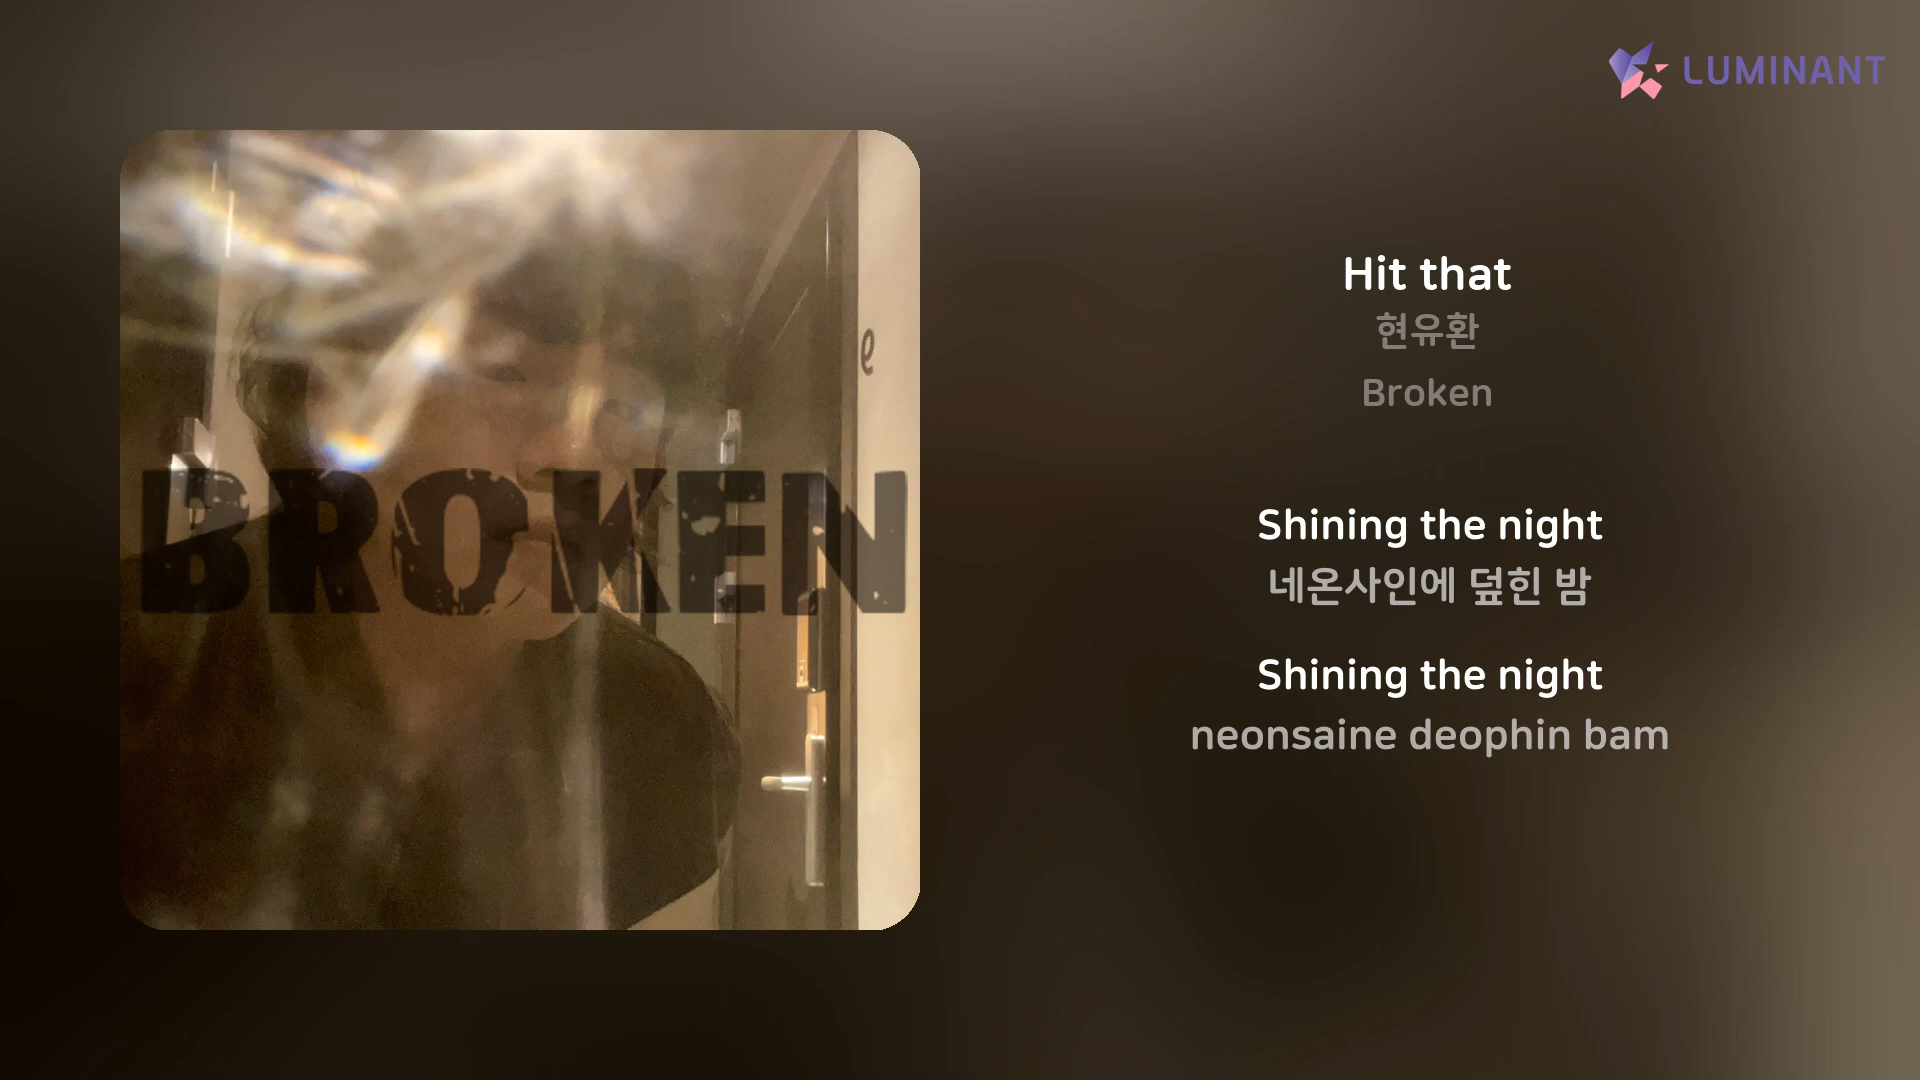 LUMINANT
e
BROKEN
Hit that
현유환
Broken
Shining the night
네온사인에 덮힌 밤
Shining the night
neonsaine deophin bam